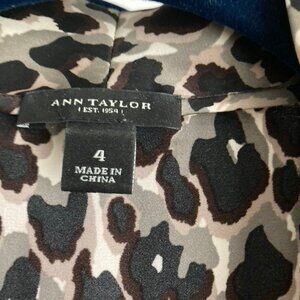 ANN TAYLOR
| EST. 1954 |
4
MADE IN
CHINA